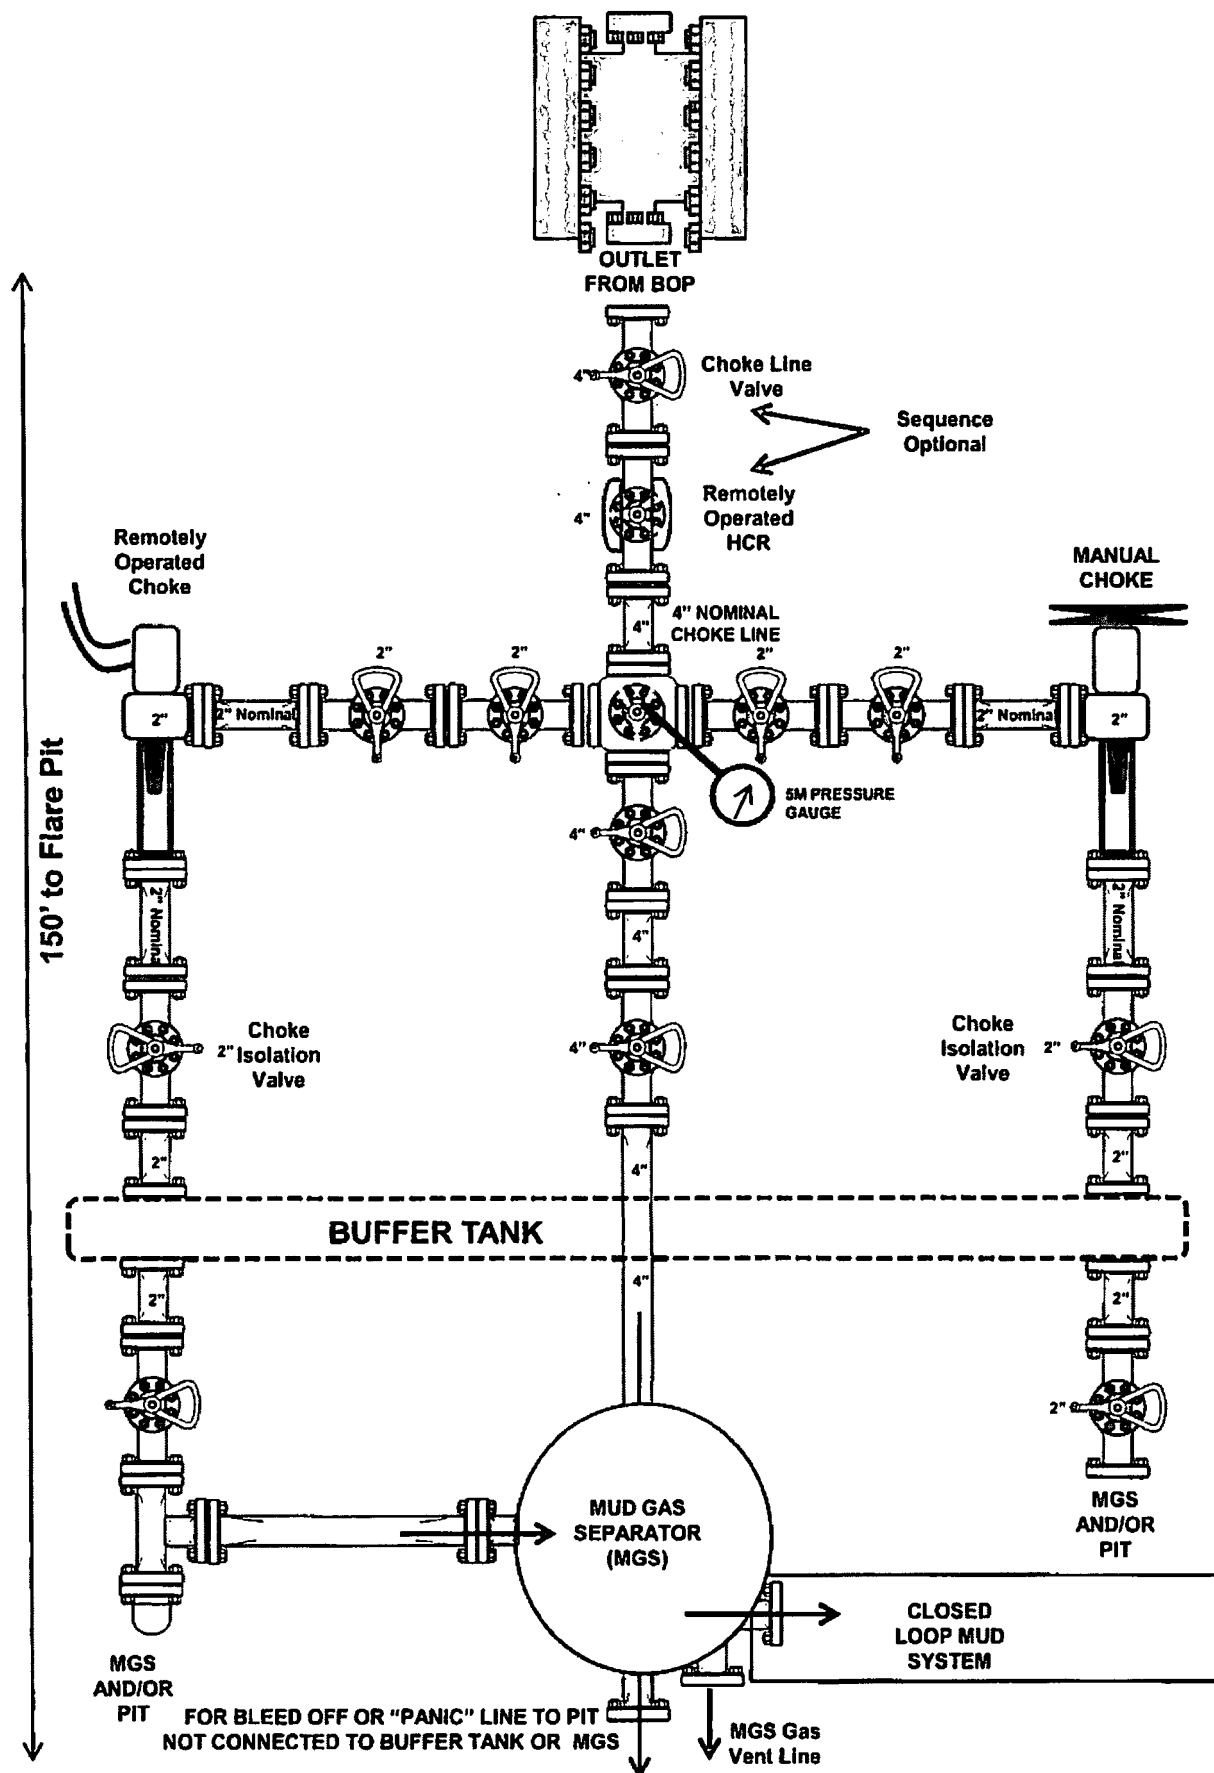 OUTLET
FROM BOP
4"
Choke Line
Valve
Sequence
Optional
4"
Remotely
Operated
HCR
Remotely
Operated
Choke
MANUAL
CHOKE
4"
4" NOMINAL
CHOKE LINE
2"
2"
2"
2"
2"
2" Nominal
2" Nominal
2"
5M PRESSURE
GAUGE
4"
150' to Flare Pit
2" Nominal
4"
2" Nominal
2"
Choke
Isolation
Valve
4"
Choke
Isolation
Valve
2"
2"
4"
2"
BUFFER TANK
2"
4"
2"
2"
MUD GAS
SEPARATOR
(MGS)
MGS
AND/OR
PIT
CLOSED
LOOP MUD
SYSTEM
MGS
AND/OR
PIT
FOR BLEED OFF OR "PANIC" LINE TO PIT
NOT CONNECTED TO BUFFER TANK OR MGS
MGS Gas
Vent Line